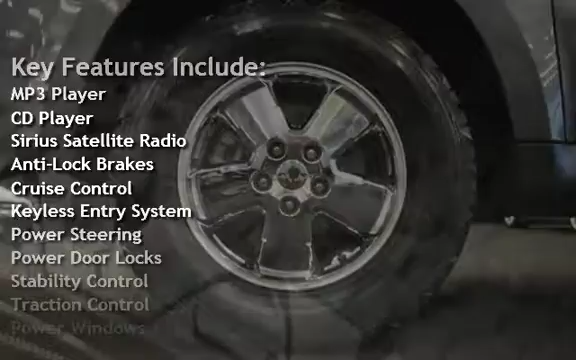 Key Features Include:
MP3 Player
CD Player
Sirius Satellite Radio
Anti-Lock Brakes
Cruise Control
Keyless Entry System
Power Steering
Power Door Locks
Stability Control
Traction Control
Power Windows